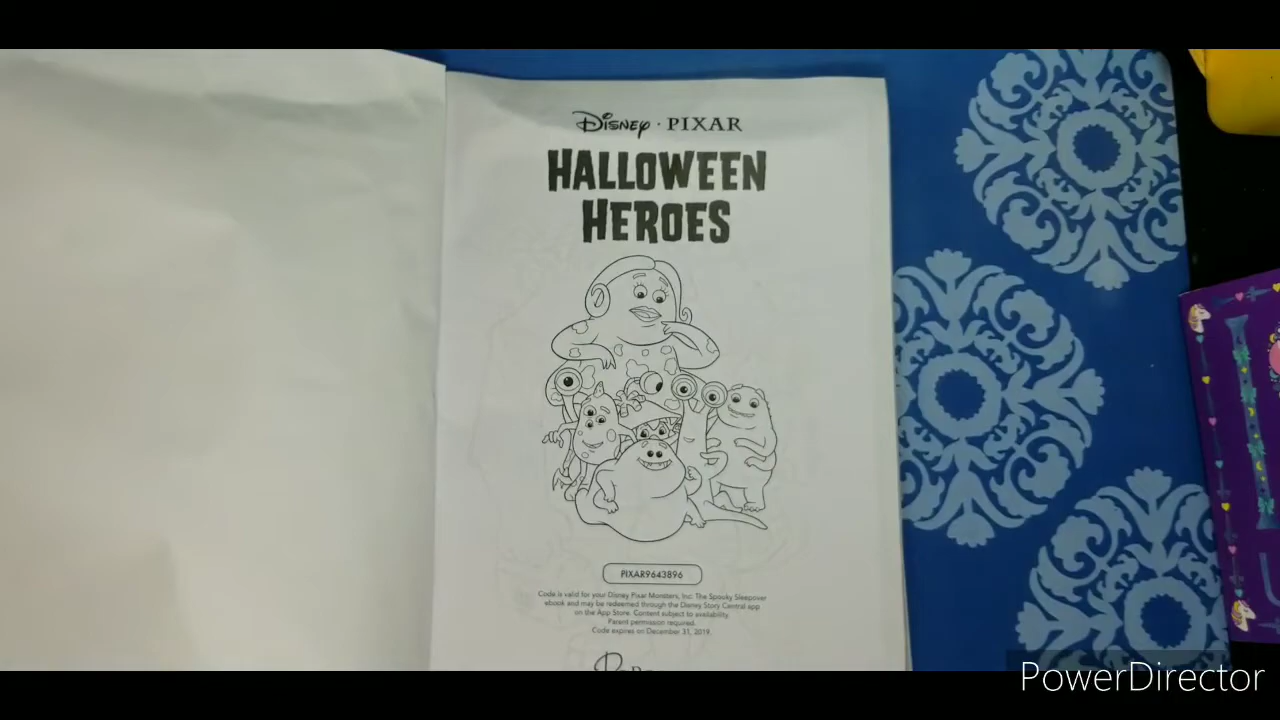 Disney · PIXAR
HALLOWEEN
HEROES
PIXAR9643896
Code is valid for your Disney Pixar Monsters, Inc: The Spooky Sleepover
ebook and may be redeemed through the Disney Story Central app
on the App Store. Content subject to availability.
Parent permission required.
Code expires on December 31, 2019.
PowerDirector